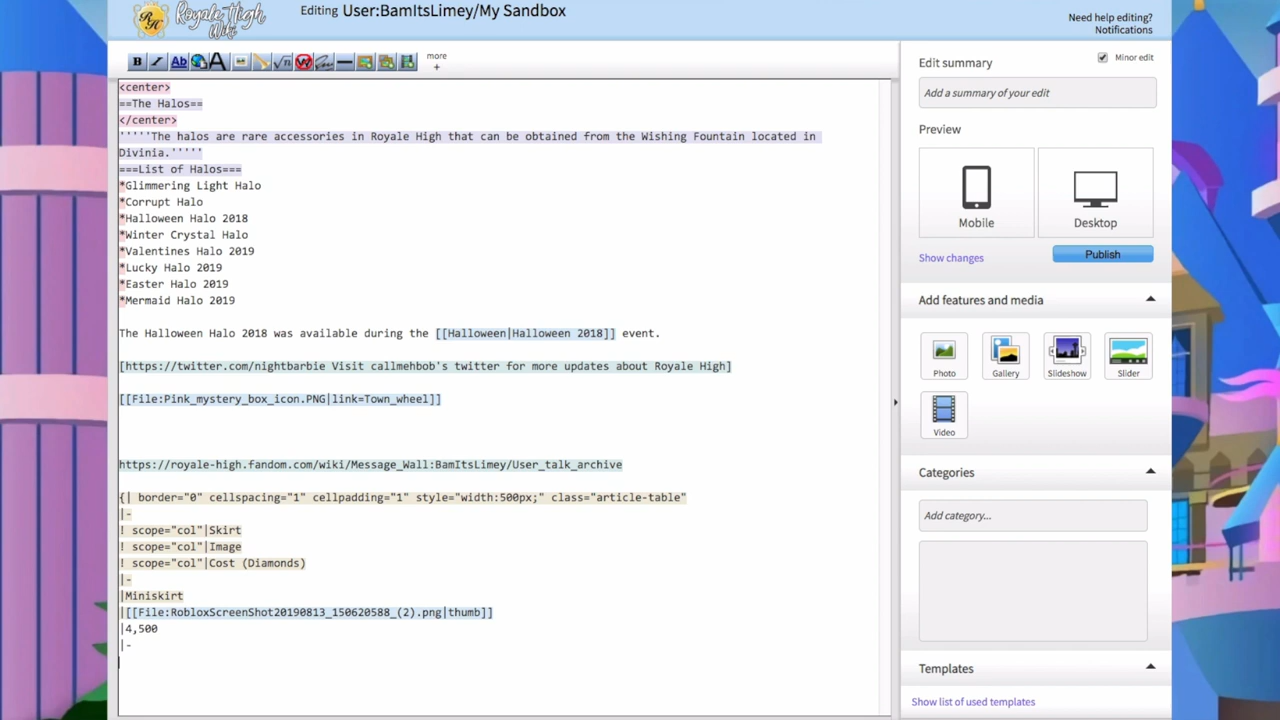 Royale High
Wiki
Editing User:BamItsLimey/My Sandbox
Need help editing?
Notifications
more
+
<center>
==The Halos==
</center>
'''''The halos are rare accessories in Royale High that can be obtained from the Wishing Fountain located in
Divinia.'''''
===List of Halos===
*Glimmering Light Halo
*Corrupt Halo
*Halloween Halo 2018
*Winter Crystal Halo
*Valentines Halo 2019
*Lucky Halo 2019
*Easter Halo 2019
*Mermaid Halo 2019
The Halloween Halo 2018 was available during the [[Halloween|Halloween 2018]] event.
[https://twitter.com/nightbarbie Visit callmehbob's twitter for more updates about Royale High]
[[File:Pink_mystery_box_icon.PNG|link=Town_wheel]]
https://royale-high.fandom.com/wiki/Message_Wall:BamItsLimey/User_talk_archive
{| border="0" cellspacing="1" cellpadding="1" style="width:500px;" class="article-table"
|-
! scope="col"|Skirt
! scope="col"|Image
! scope="col"|Cost (Diamonds)
|-
|Miniskirt
|[[File:RobloxScreenShot20190813_150620588_(2).png|thumb]]
|4,500
|-
Edit summary
Minor edit
Add a summary of your edit
Preview
Mobile
Desktop
Show changes
Publish
Add features and media
Photo
Gallery
Slideshow
Slider
Video
Categories
Add category...
Templates
Show list of used templates